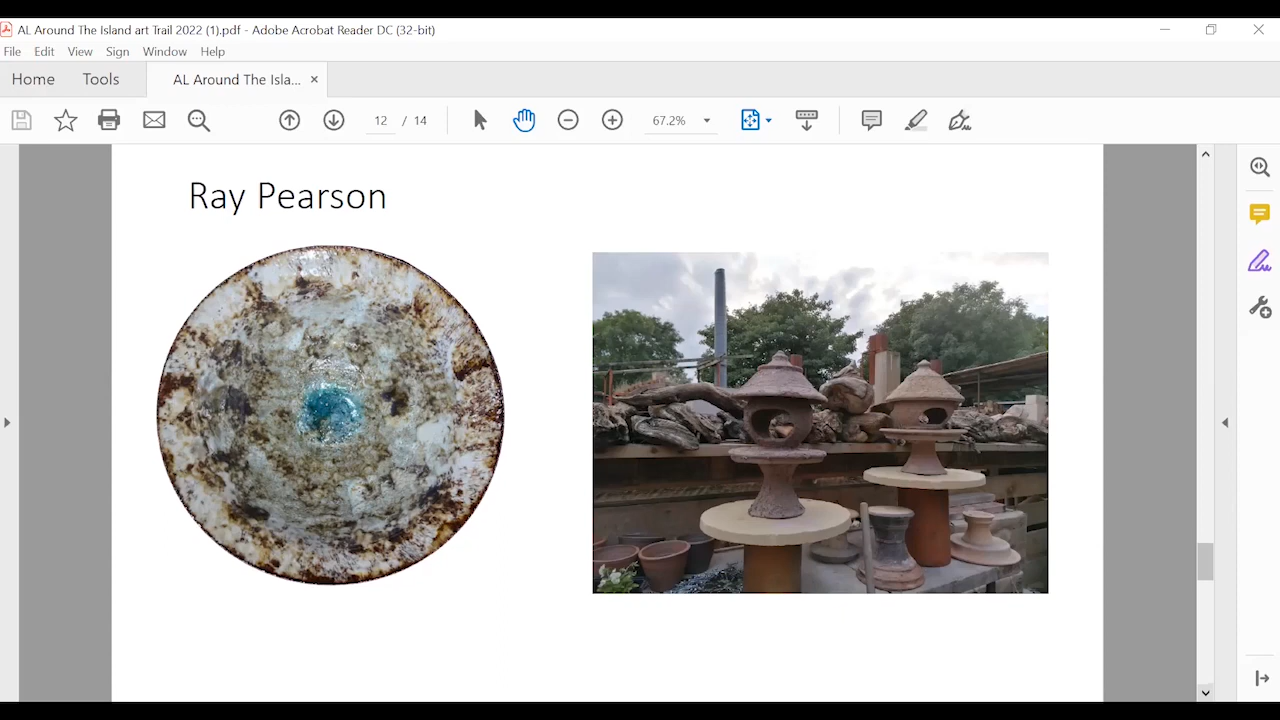 AL Around The Island art Trail 2022 (1).pdf - Adobe Acrobat Reader DC (32-bit)
File Edit View Sign Window Help
Home Tools AL Around The Isla... ×
12 / 14 67.2%
Ray Pearson